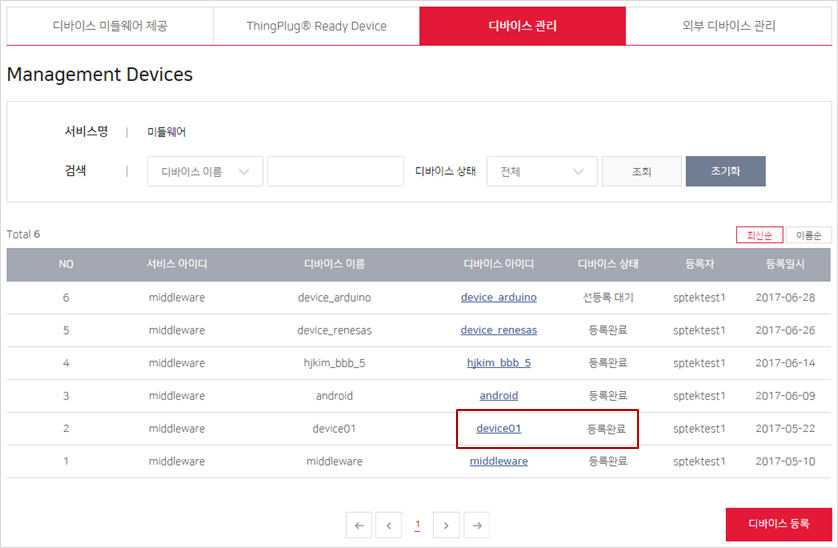 디바이스 미들웨어 제공 ThingPlug® Ready Device 디바이스 관리 외부 디바이스 관리
Management Devices
서비스명 | 미들웨어
검색 | 디바이스 이름 디바이스 상태 전체 조회 초기화
Total 6 최신순 이름순
NO 서비스 아이디 디바이스 이름 디바이스 아이디 디바이스 상태 등록자 등록일시
6 middleware device_arduino device_arduino 선등록 대기 sptektest1 2017-06-28
5 middleware device_renesas device_renesas 등록완료 sptektest1 2017-06-26
4 middleware hjkim_bbb_5 hjkim_bbb_5 등록완료 sptektest1 2017-06-14
3 middleware android android 등록완료 sptektest1 2017-06-09
2 middleware device01 device01 등록완료 sptektest1 2017-05-22
1 middleware middleware middleware 등록완료 sptektest1 2017-05-10
← ‹ 1 › → 디바이스 등록